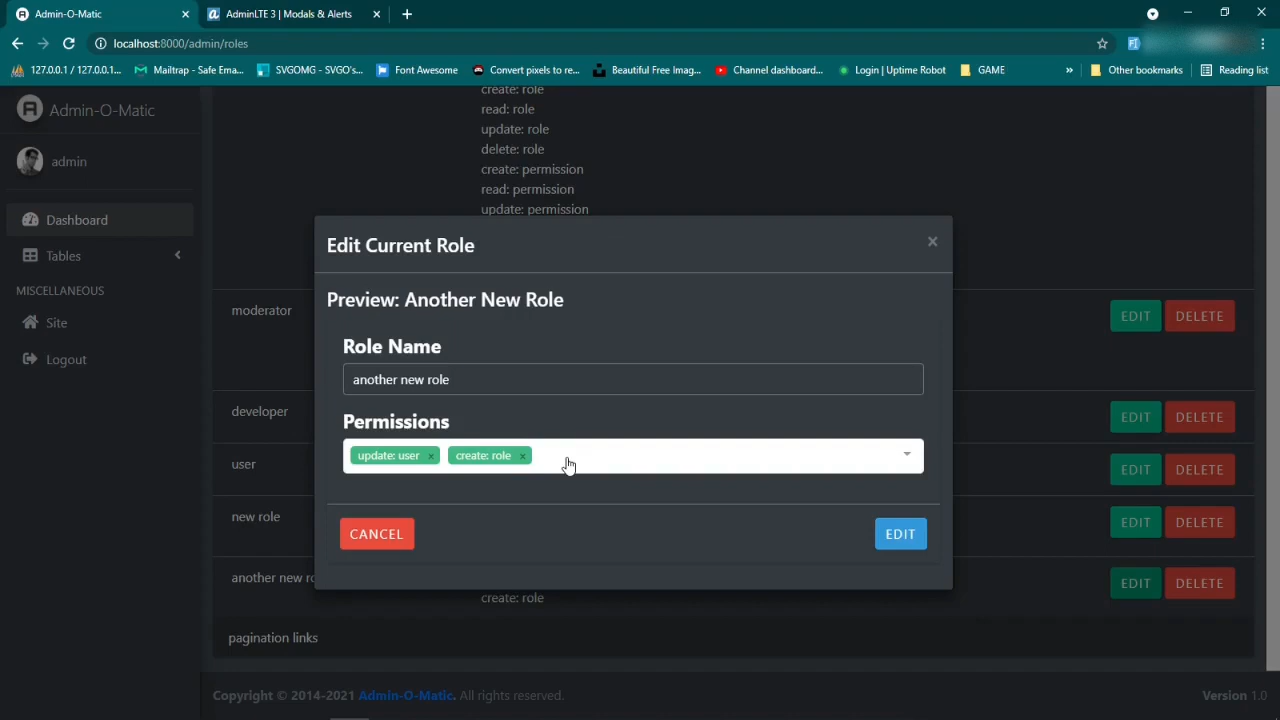 Admin-O-Matic
AdminLTE 3 | Modals & Alerts
localhost:8000/admin/roles
127.0.0.1 / 127.0.0.1...
Mailtrap - Safe Ema...
SVGOMG - SVGO's...
Font Awesome
Convert pixels to re...
Beautiful Free Imag...
Channel dashboard...
Login | Uptime Robot
GAME
»
Other bookmarks
Reading list
Admin-O-Matic
admin
Dashboard
Tables
MISCELLANEOUS
Site
Logout
create: role
read: role
update: role
delete: role
create: permission
read: permission
update: permission
Edit Current Role
×
Preview: Another New Role
Role Name
another new role
Permissions
update: user ×
create: role ×
CANCEL
EDIT
moderator
EDIT DELETE
developer
EDIT DELETE
user
EDIT DELETE
new role
EDIT DELETE
another new ro
create: role
EDIT DELETE
pagination links
Copyright © 2014-2021 Admin-O-Matic. All rights reserved.
Version 1.0